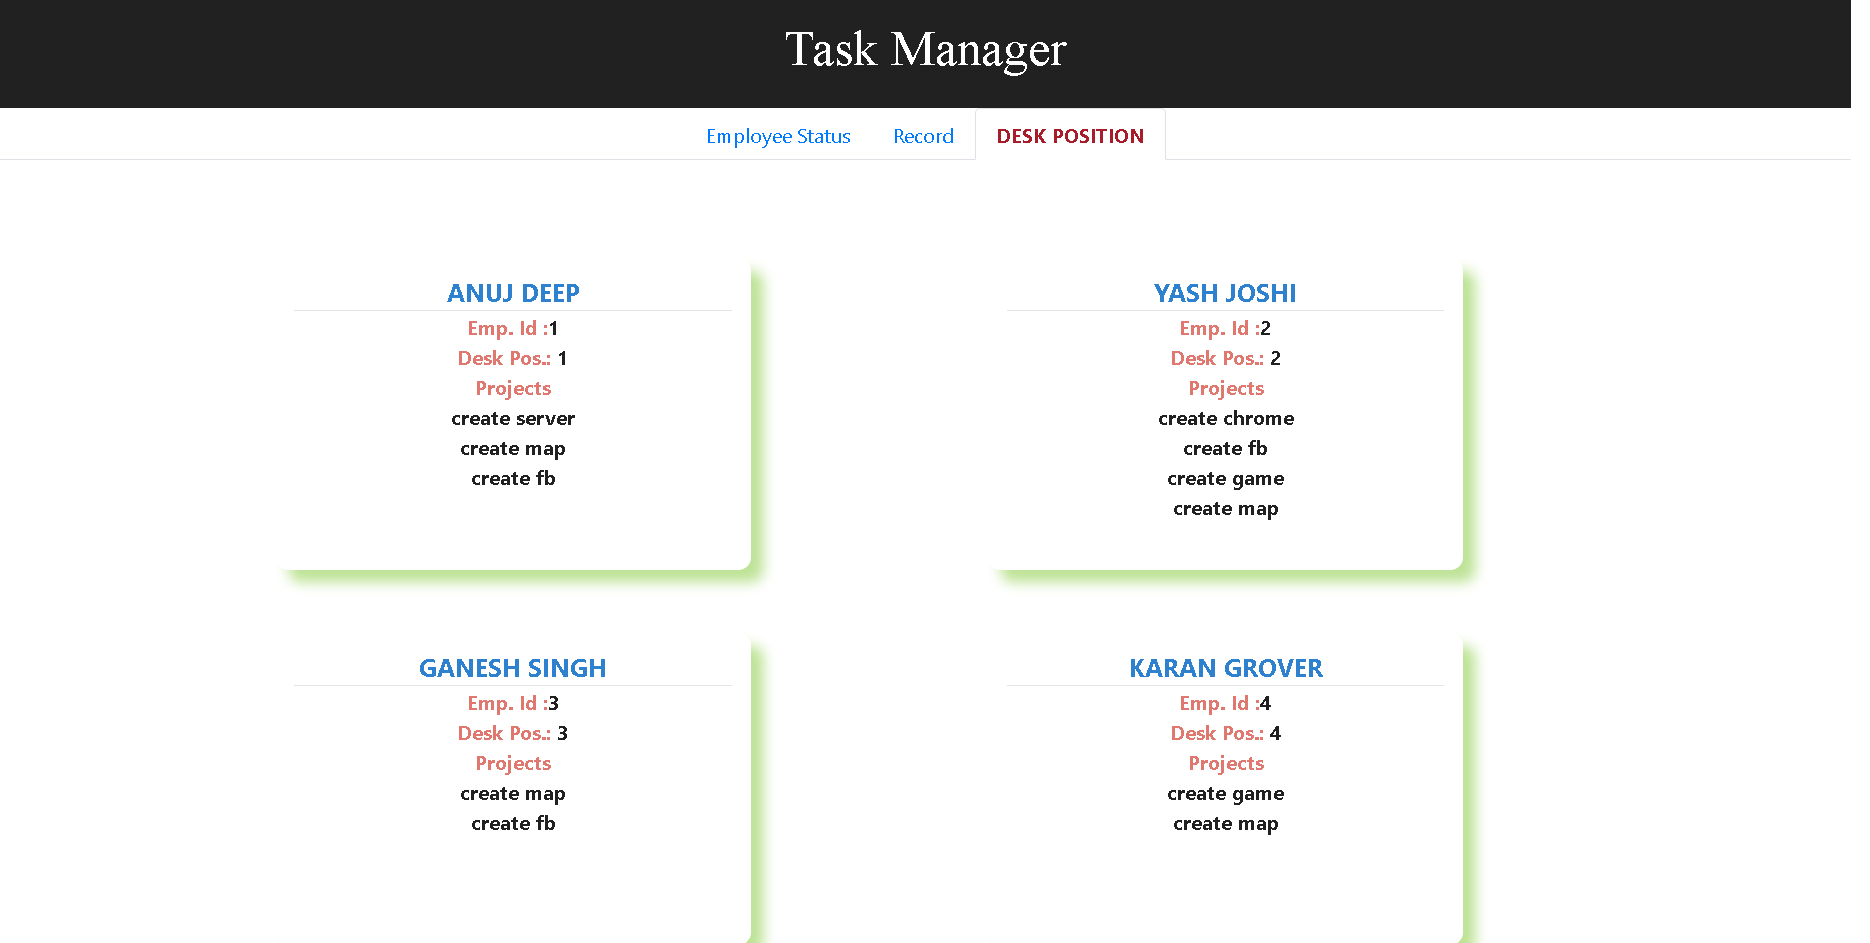 Task Manager
Employee Status Record DESK POSITION
ANUJ DEEP
Emp. Id :1
Desk Pos.: 1
Projects
create server
create map
create fb
YASH JOSHI
Emp. Id :2
Desk Pos.: 2
Projects
create chrome
create fb
create game
create map
GANESH SINGH
Emp. Id :3
Desk Pos.: 3
Projects
create map
create fb
KARAN GROVER
Emp. Id :4
Desk Pos.: 4
Projects
create game
create map